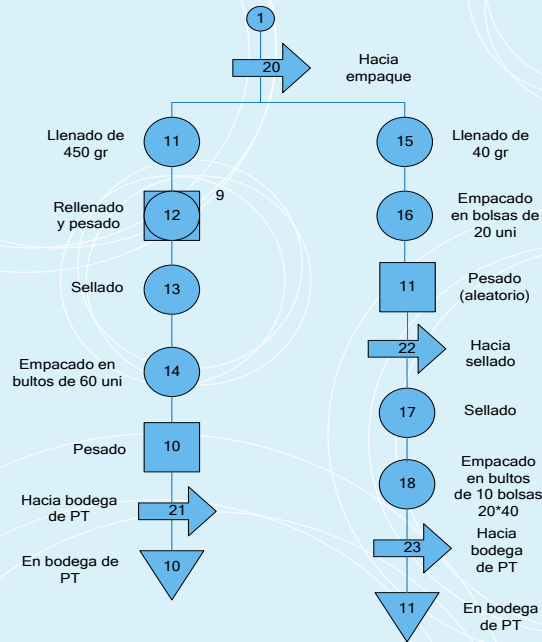 1
20
Hacia
empaque
Llenado de
450 gr
11
Rellenado
y pesado
12
9
Sellado
13
Empacado en
bultos de 60 uni
14
Pesado
10
Hacia bodega
de PT
21
En bodega de
PT
10
15
Llenado de
40 gr
16
Empacado
en bolsas de
20 uni
11
Pesado
(aleatorio)
22
Hacia
sellado
17
Sellado
18
Empacado
en bultos
de 10 bolsas
20*40
23
Hacia
bodega
de PT
11
En bodega
de PT